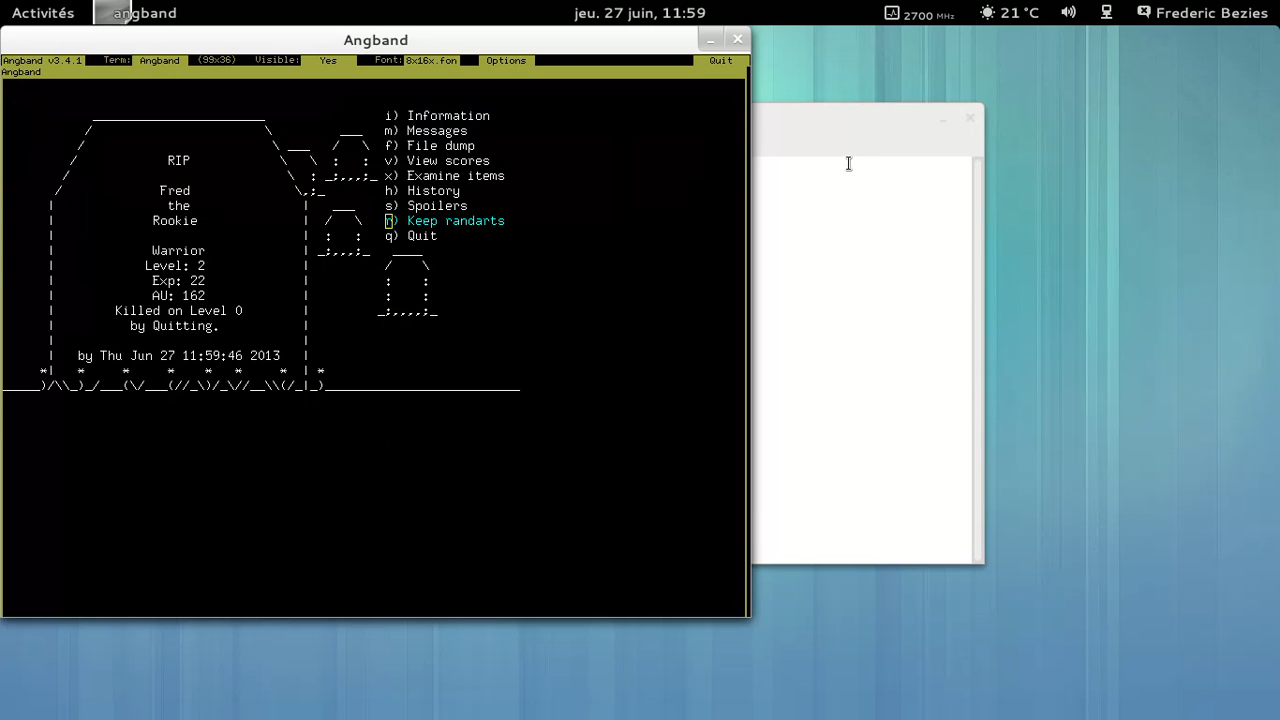 Activités
angband
jeu. 27 juin, 11:59
2700 MHz
21 °C
Frederic Bezies
Angband
Angband v3.4.1 Term: Angband (99x36) Visible: Yes Font: 8x16x.fon Options Quit
Angband
RIP
Fred
the
Rookie
Warrior
Level: 2
Exp: 22
AU: 162
Killed on Level 0
by Quitting.
by Thu Jun 27 11:59:46 2013
i) Information
m) Messages
f) File dump
v) View scores
x) Examine items
h) History
s) Spoilers
r) Keep randarts
q) Quit